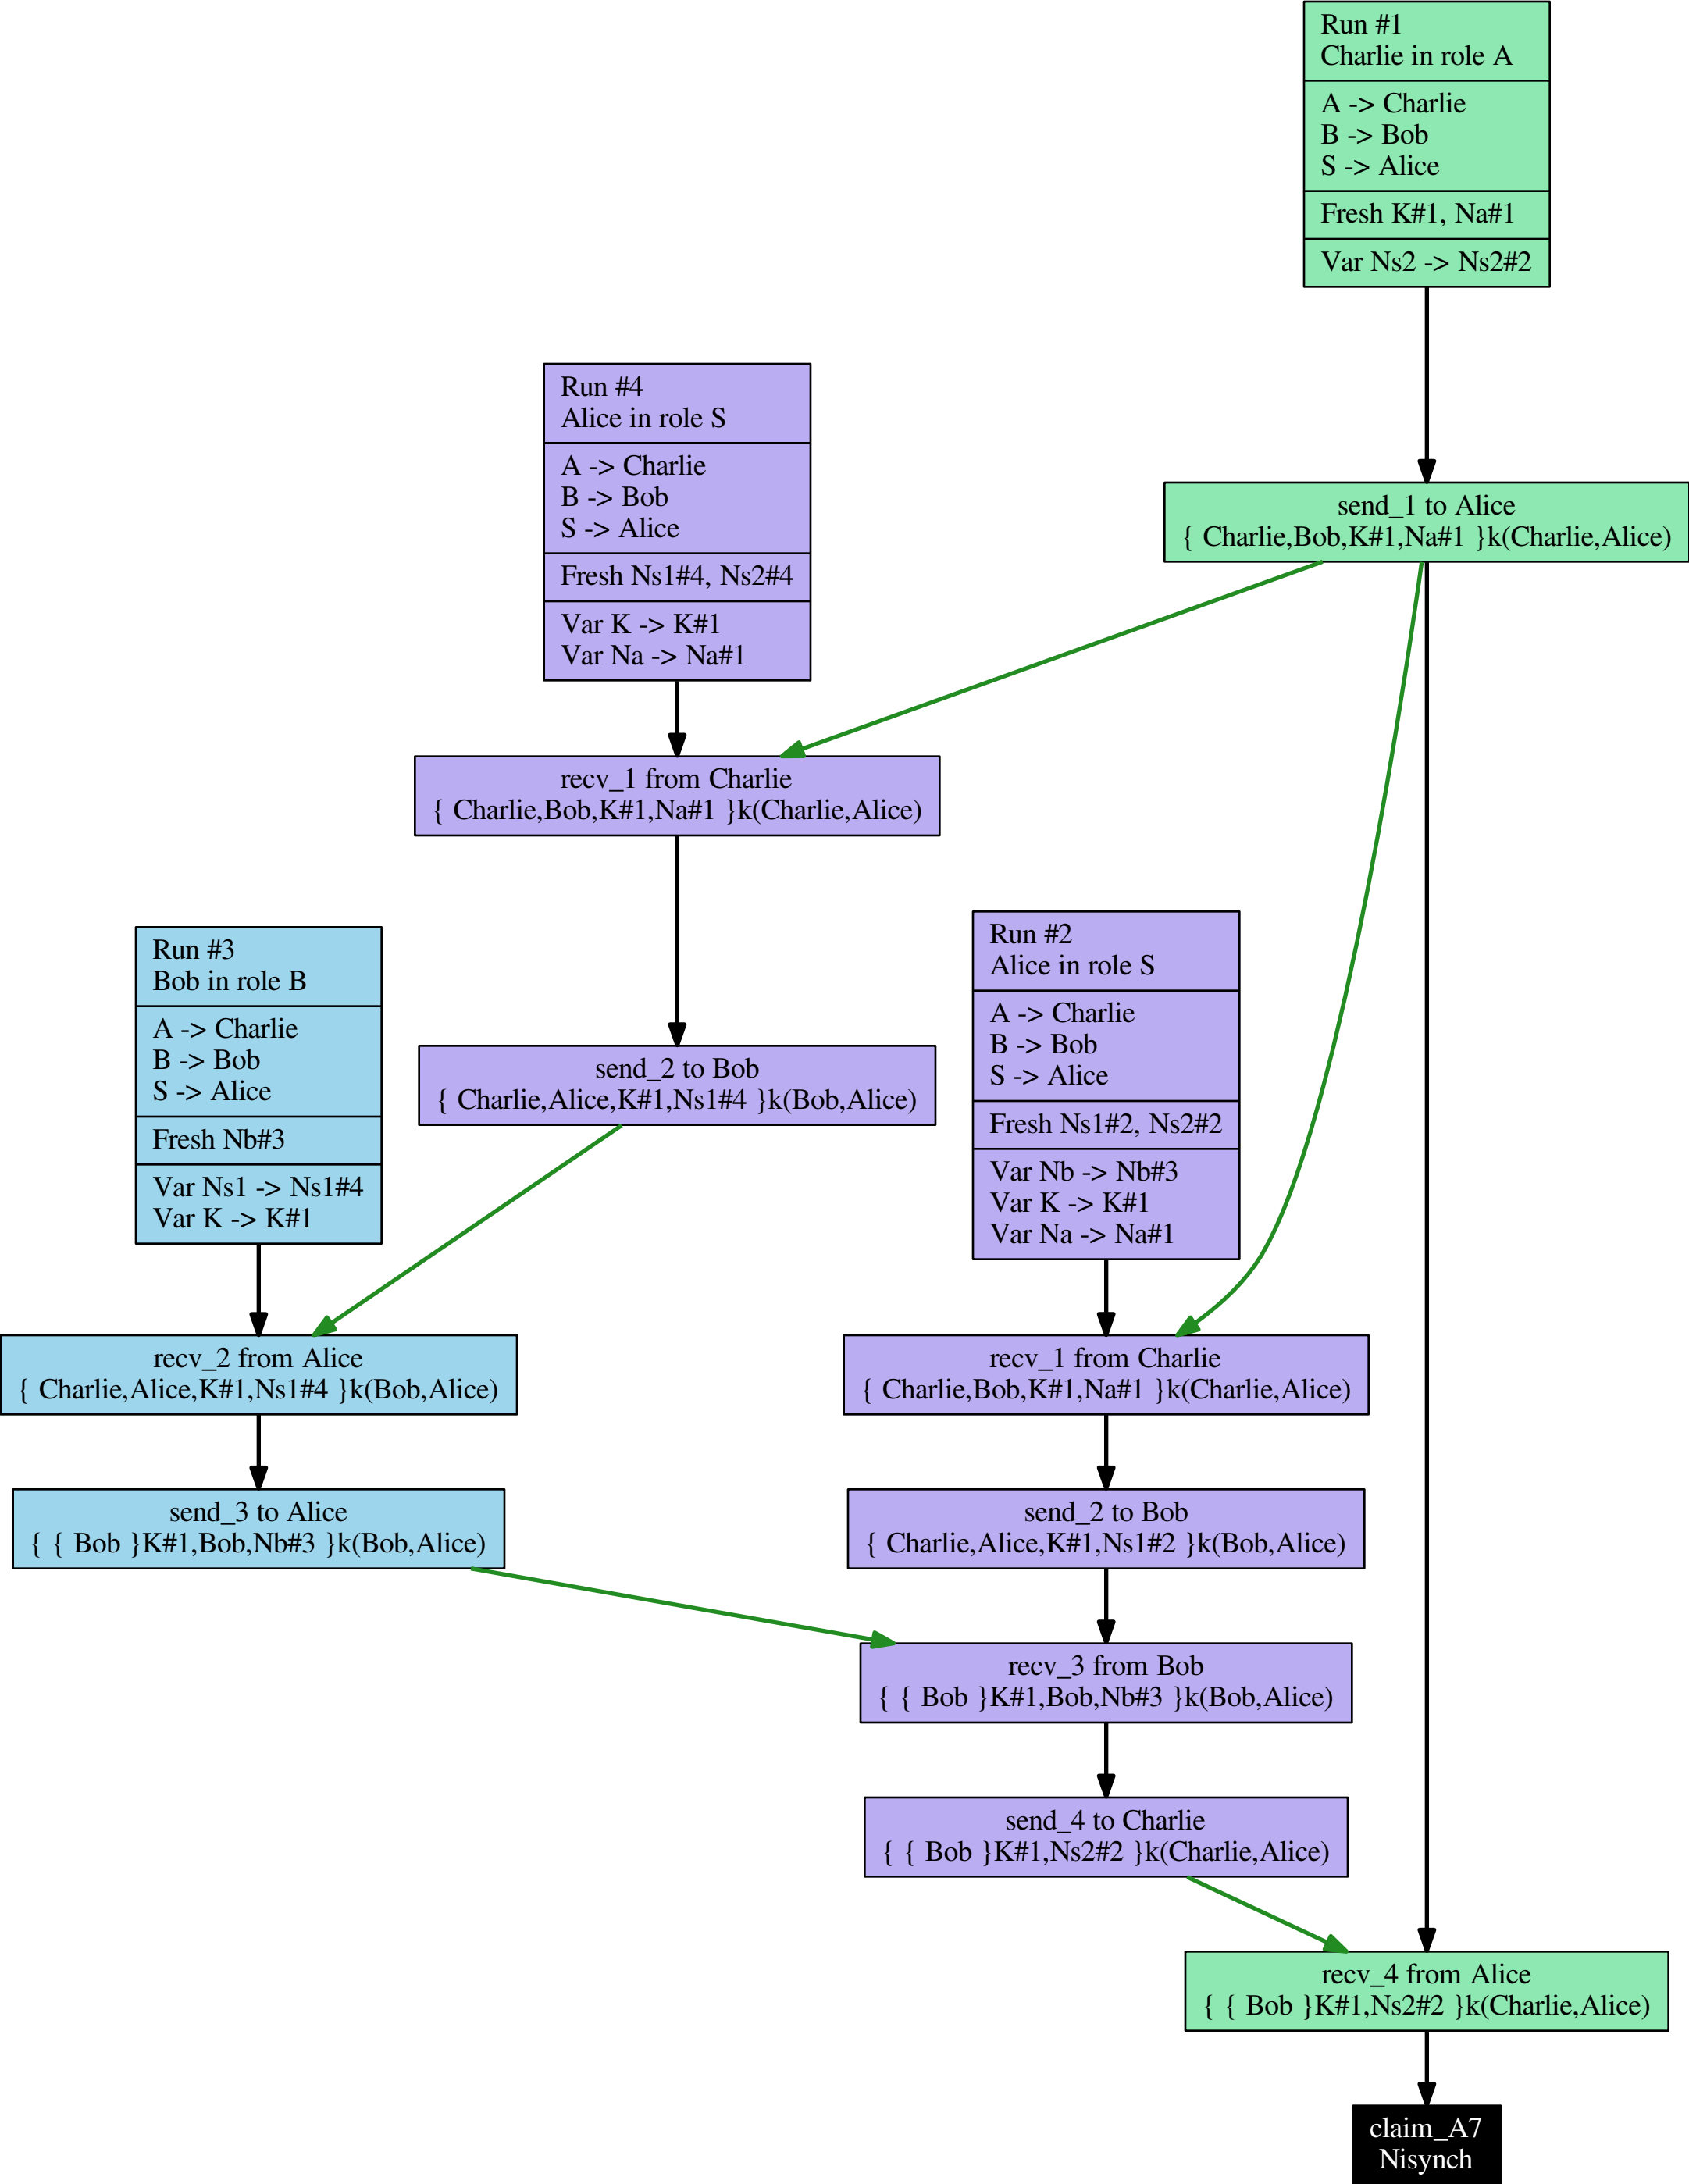 Run #1
Charlie in role A
A -> Charlie
B -> Bob
S -> Alice
Fresh K#1, Na#1
Var Ns2 -> Ns2#2
Run #4
Alice in role S
A -> Charlie
B -> Bob
S -> Alice
Fresh Ns1#4, Ns2#4
Var K -> K#1
Var Na -> Na#1
send_1 to Alice
{ Charlie,Bob,K#1,Na#1 }k(Charlie,Alice)
recv_1 from Charlie
{ Charlie,Bob,K#1,Na#1 }k(Charlie,Alice)
Run #3
Bob in role B
A -> Charlie
B -> Bob
S -> Alice
Fresh Nb#3
Var Ns1 -> Ns1#4
Var K -> K#1
send_2 to Bob
{ Charlie,Alice,K#1,Ns1#4 }k(Bob,Alice)
Run #2
Alice in role S
A -> Charlie
B -> Bob
S -> Alice
Fresh Ns1#2, Ns2#2
Var Nb -> Nb#3
Var K -> K#1
Var Na -> Na#1
recv_2 from Alice
{ Charlie,Alice,K#1,Ns1#4 }k(Bob,Alice)
recv_1 from Charlie
{ Charlie,Bob,K#1,Na#1 }k(Charlie,Alice)
send_3 to Alice
{ { Bob }K#1,Bob,Nb#3 }k(Bob,Alice)
send_2 to Bob
{ Charlie,Alice,K#1,Ns1#2 }k(Bob,Alice)
recv_3 from Bob
{ { Bob }K#1,Bob,Nb#3 }k(Bob,Alice)
send_4 to Charlie
{ { Bob }K#1,Ns2#2 }k(Charlie,Alice)
recv_4 from Alice
{ { Bob }K#1,Ns2#2 }k(Charlie,Alice)
claim_A7
Nisynch